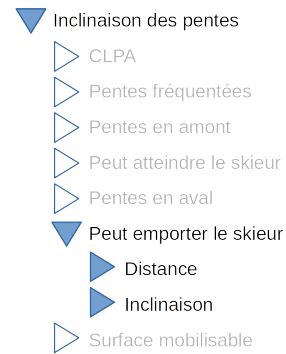 Inclinaison des pentes
CLPA
Pentes fréquentées
Pentes en amont
Peut atteindre le skieur
Pentes en aval
Peut emporter le skieur
Distance
Inclinaison
Surface mobilisable